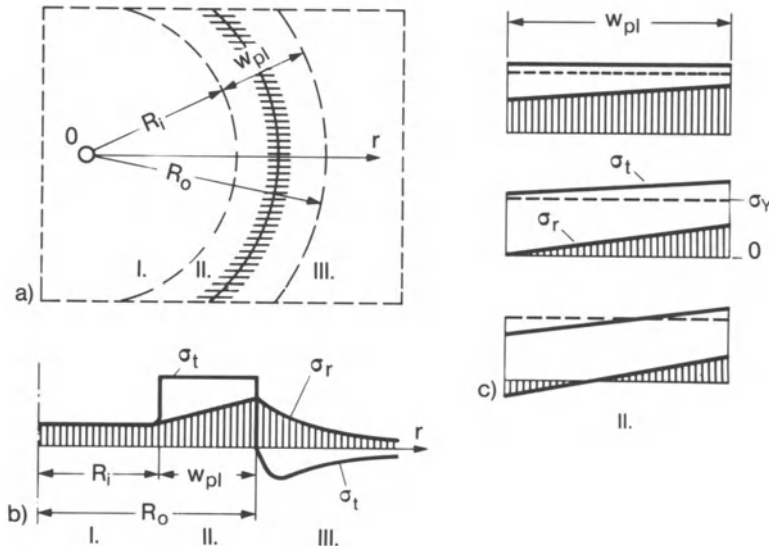 0
R_i
w_pl
r
R_o
I.
II.
III.
a)
σ_t
σ_r
r
R_i
w_pl
σ_t
b)
R_o
I.
II.
III.
w_pl
σ_t
σ_Y
σ_r
0
c)
II.